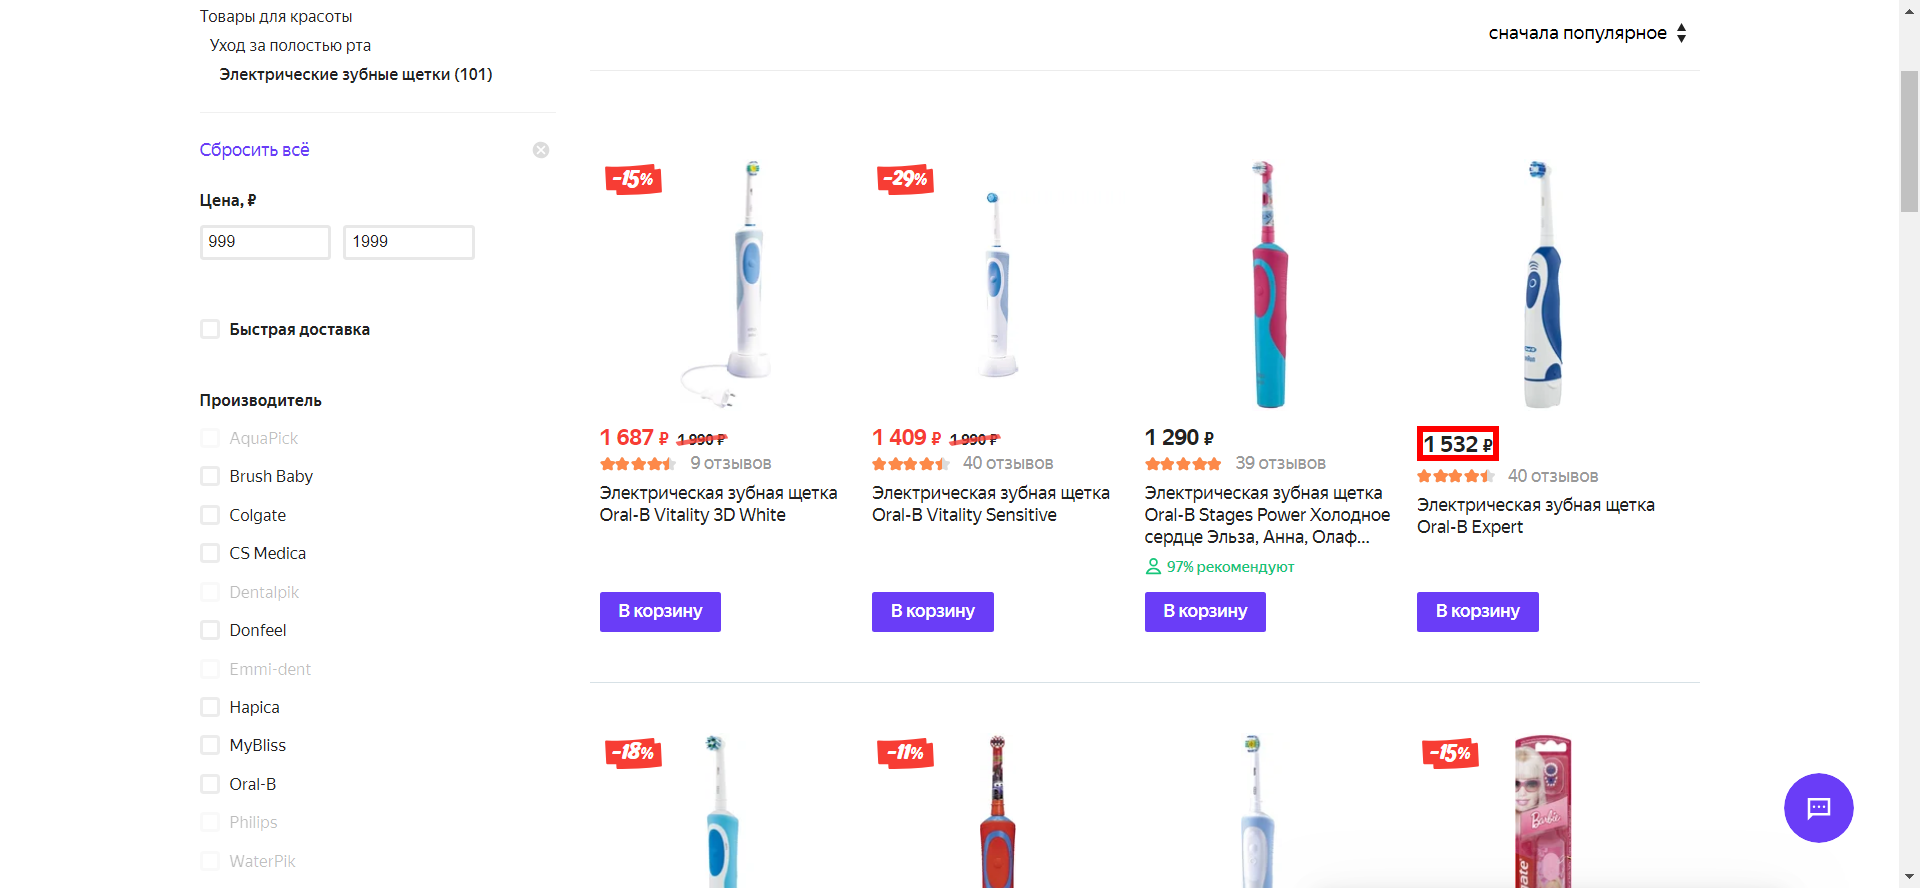 Товары для красоты
Уход за полостью рта
Электрические зубные щетки (101)
сначала популярное
Сбросить всё
Цена, ₽
999
1999
Быстрая доставка
Производитель
AquaPick
Brush Baby
Colgate
CS Medica
Dentalpik
Donfeel
Emmi-dent
Hapica
MyBliss
Oral-B
Philips
WaterPik
-15%
1 687 ₽ 1 990 ₽
9 отзывов
Электрическая зубная щетка
Oral-B Vitality 3D White
В корзину
-29%
1 409 ₽ 1 990 ₽
40 отзывов
Электрическая зубная щетка
Oral-B Vitality Sensitive
В корзину
1 290 ₽
39 отзывов
Электрическая зубная щетка
Oral-B Stages Power Холодное
сердце Эльза, Анна, Олаф...
97% рекомендуют
В корзину
1 532 ₽
40 отзывов
Электрическая зубная щетка
Oral-B Expert
В корзину
-18%
-11%
-15%
Barbie